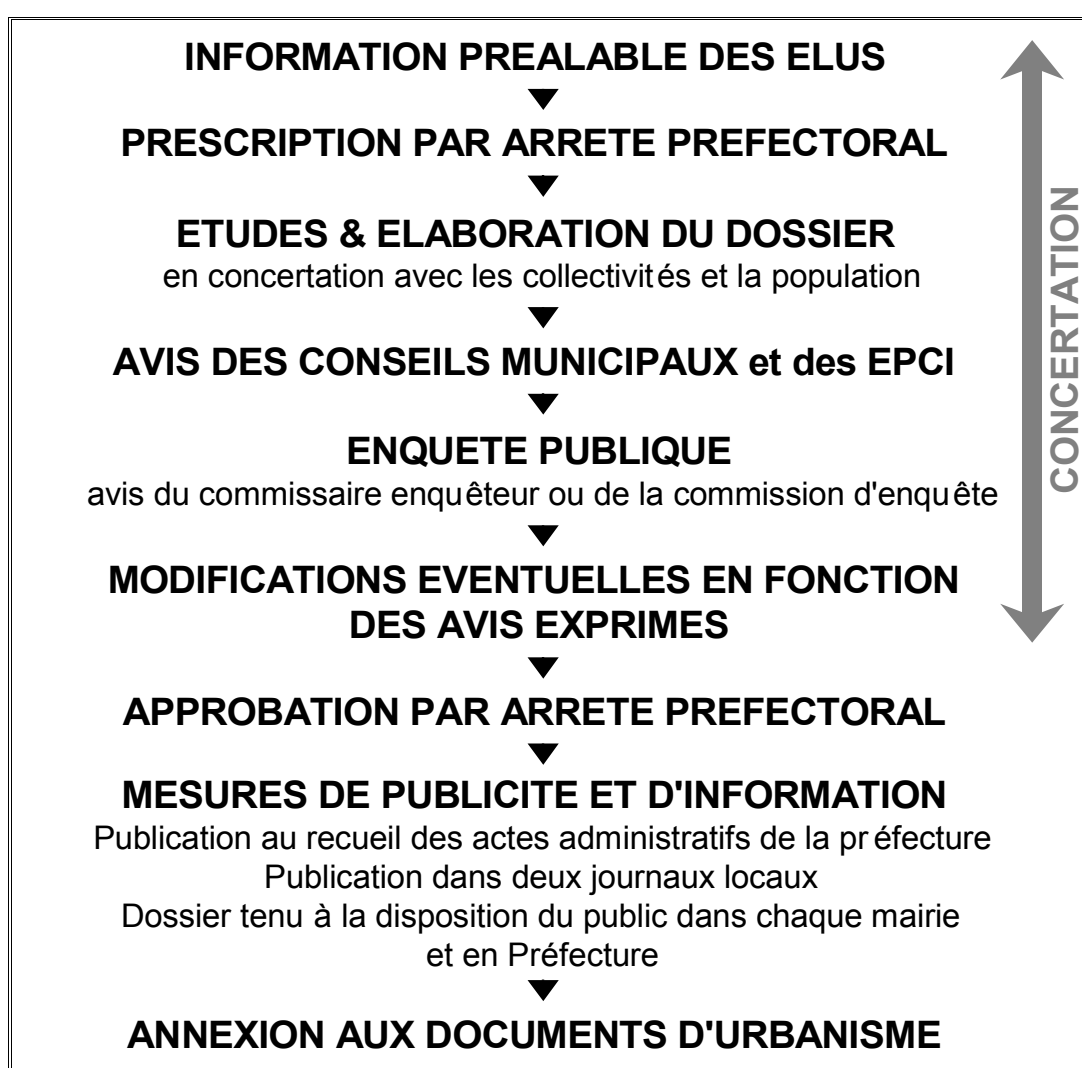 INFORMATION PREALABLE DES ELUS
PRESCRIPTION PAR ARRETE PREFECTORAL
ETUDES & ELABORATION DU DOSSIER
en concertation avec les collectivités et la population
AVIS DES CONSEILS MUNICIPAUX et des EPCI
ENQUETE PUBLIQUE
avis du commissaire enquêteur ou de la commission d'enquête
MODIFICATIONS EVENTUELLES EN FONCTION
DES AVIS EXPRIMES
APPROBATION PAR ARRETE PREFECTORAL
MESURES DE PUBLICITE ET D'INFORMATION
Publication au recueil des actes administratifs de la préfecture
Publication dans deux journaux locaux
Dossier tenu à la disposition du public dans chaque mairie
et en Préfecture
ANNEXION AUX DOCUMENTS D'URBANISME
CONCERTATION